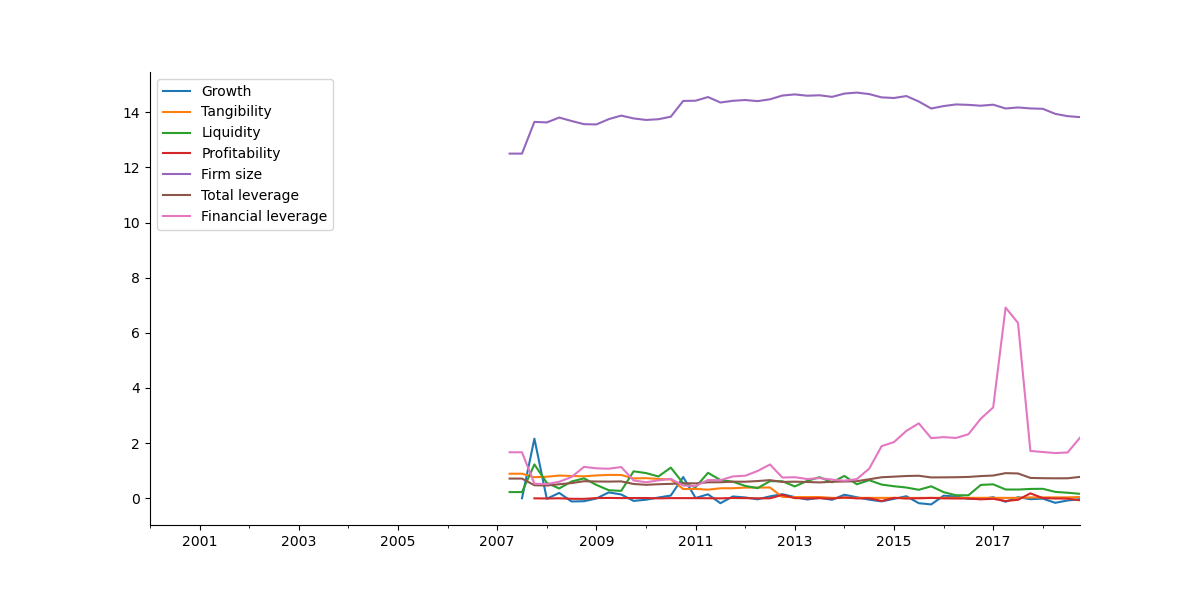 Growth
Tangibility
Liquidity
Profitability
Firm size
Total leverage
Financial leverage
14
12
10
8
6
4
2
0
2001 2003 2005 2007 2009 2011 2013 2015 2017